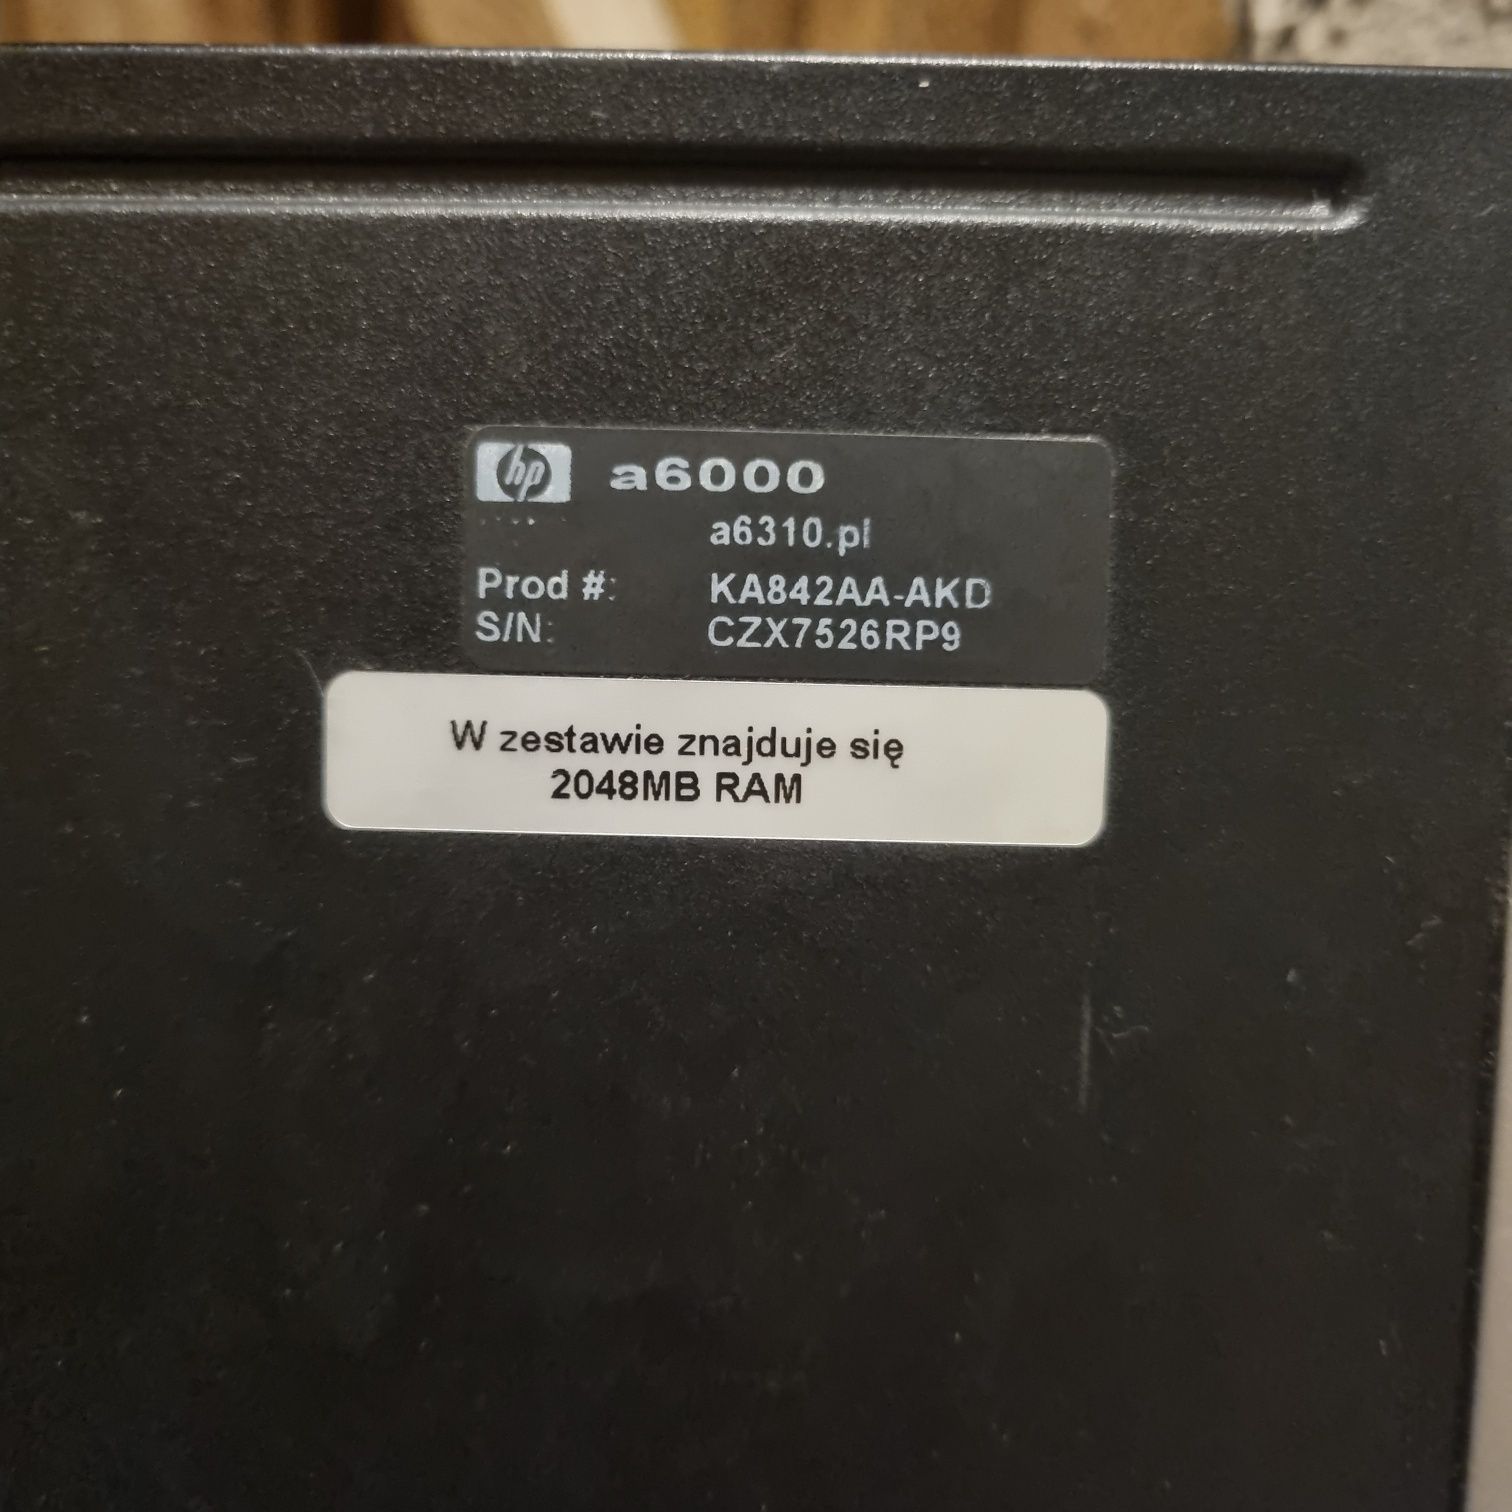 hp a6000
a6310.pl
Prod #: KA842AA-AKD
S/N: CZX7526RP9
W zestawie znajduje się
2048MB RAM